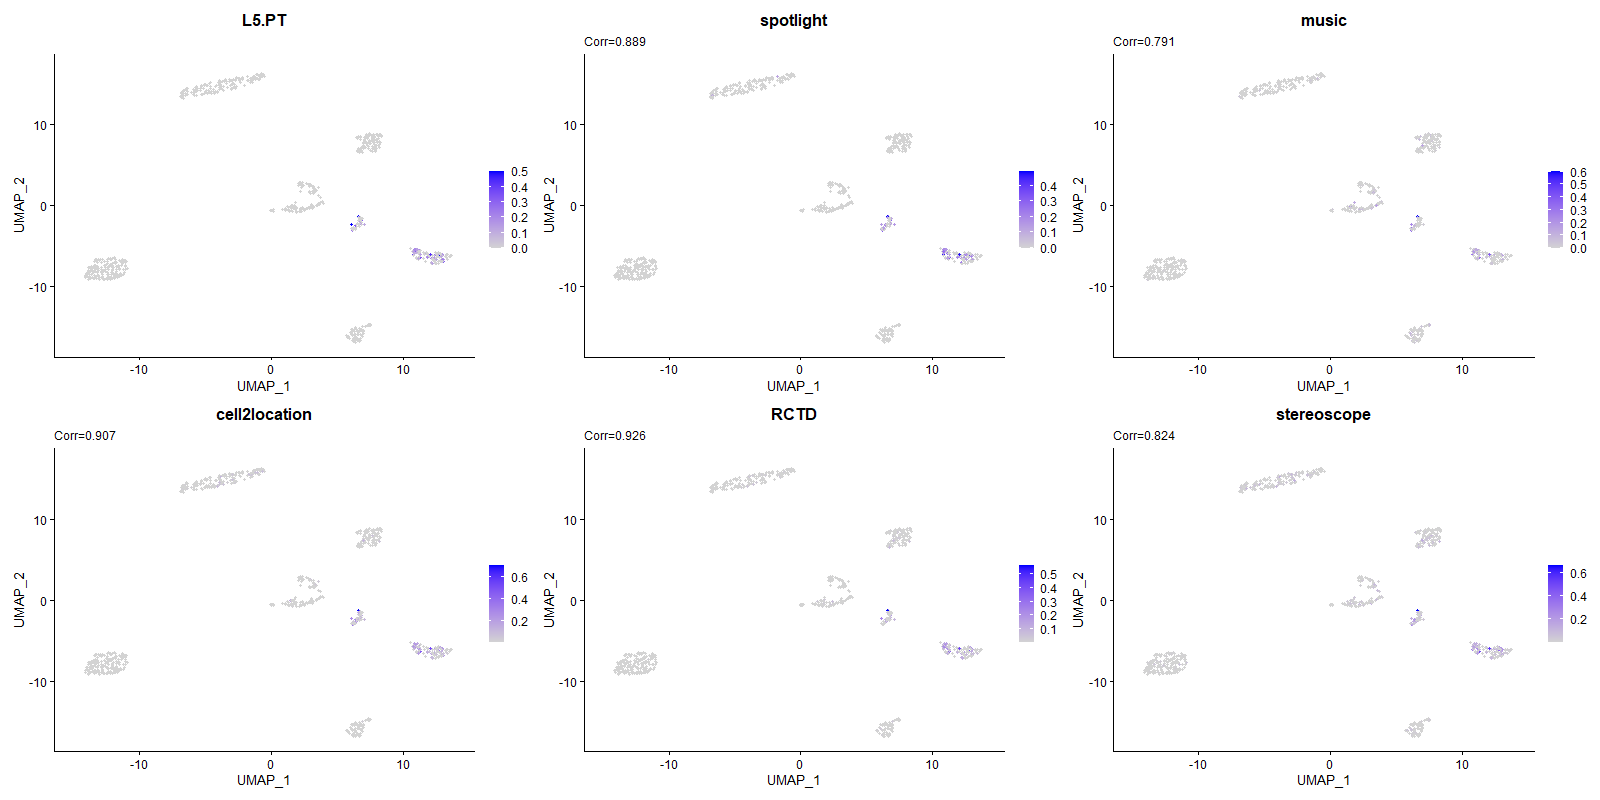 L5.PT
UMAP_2
10
0
-10
-10
0
10
UMAP_1
0.5
0.4
0.3
0.2
0.1
0.0
spotlight
Corr=0.889
UMAP_2
10
0
-10
-10
0
10
UMAP_1
0.4
0.3
0.2
0.1
0.0
music
Corr=0.791
UMAP_2
10
0
-10
-10
0
10
UMAP_1
0.6
0.5
0.4
0.3
0.2
0.1
0.0
cell2location
Corr=0.907
UMAP_2
10
0
-10
-10
0
10
UMAP_1
0.6
0.4
0.2
RCTD
Corr=0.926
UMAP_2
10
0
-10
-10
0
10
UMAP_1
0.5
0.4
0.3
0.2
0.1
stereoscope
Corr=0.824
UMAP_2
10
0
-10
-10
0
10
UMAP_1
0.6
0.4
0.2